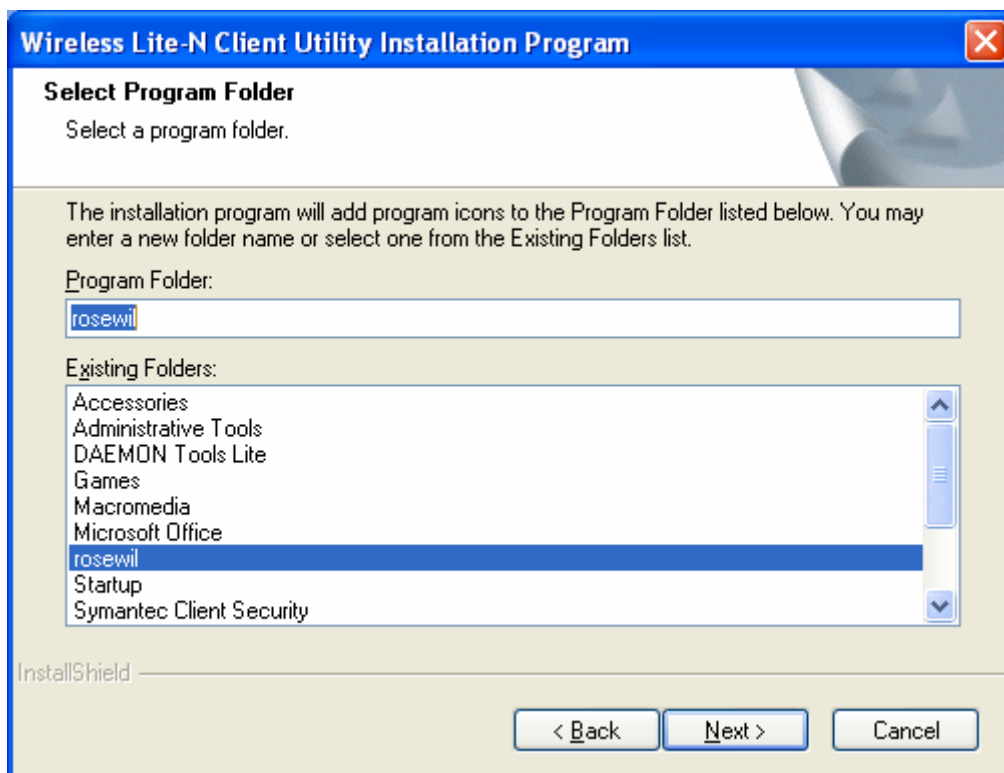 Wireless Lite-N Client Utility Installation Program
Select Program Folder
Select a program folder.
The installation program will add program icons to the Program Folder listed below. You may
enter a new folder name or select one from the Existing Folders list.
Program Folder:
rosewil
Existing Folders:
Accessories
Administrative Tools
DAEMON Tools Lite
Games
Macromedia
Microsoft Office
rosewil
Startup
Symantec Client Security
InstallShield
< Back
Next >
Cancel